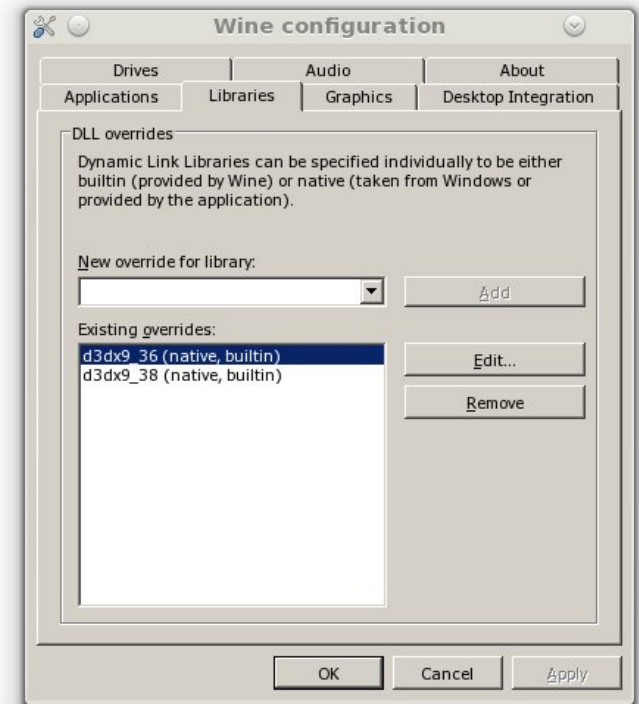 Wine configuration
Drives
Audio
About
Applications
Libraries
Graphics
Desktop Integration
DLL overrides
Dynamic Link Libraries can be specified individually to be either
builtin (provided by Wine) or native (taken from Windows or
provided by the application).
New override for library:
Add
Existing overrides:
d3dx9_36 (native, builtin)
d3dx9_38 (native, builtin)
Edit...
Remove
OK
Cancel
Apply